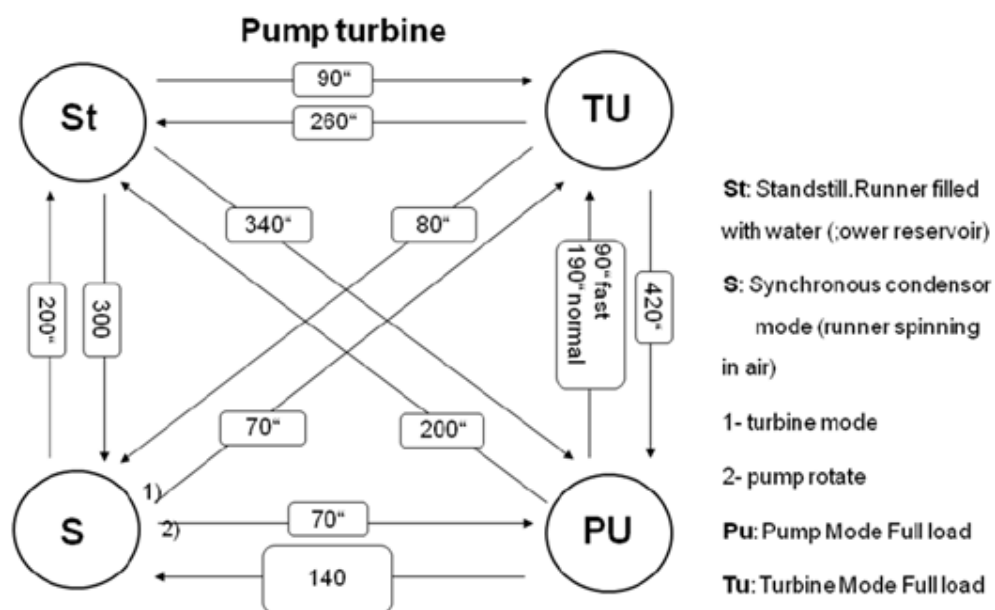 Pump turbine
St
90“
TU
260“
340“
80“
200“
300
90“ fast
190“ normal
420“
70“
200“
S
1)
2)
70“
PU
140
St: Standstill.Runner filled
with water (;ower reservoir)
S: Synchronous condensor
mode (runner spinning
in air)
1- turbine mode
2- pump rotate
Pu: Pump Mode Full load
Tu: Turbine Mode Full load